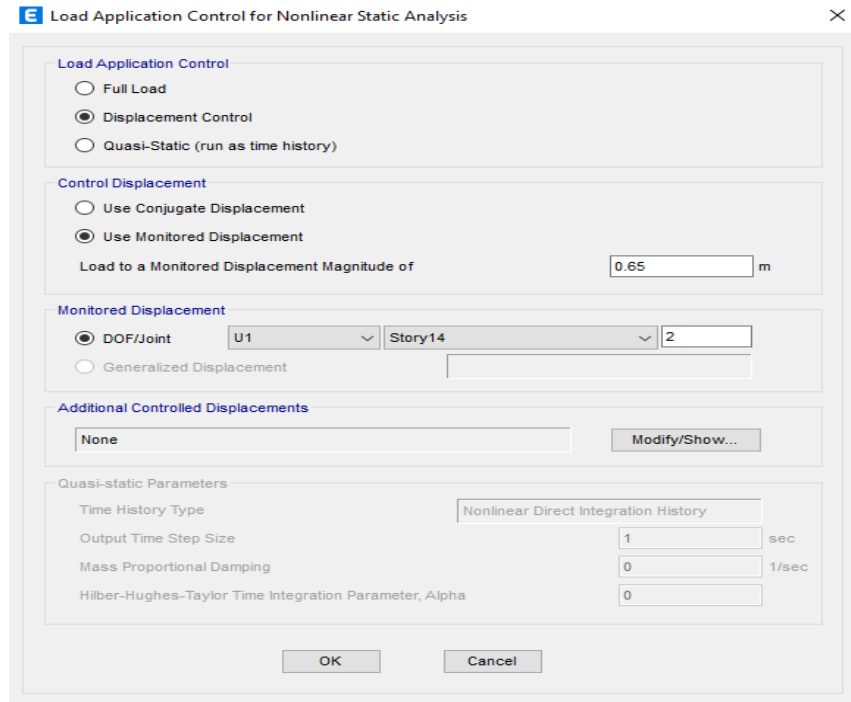 E Load Application Control for Nonlinear Static Analysis
Load Application Control
Full Load
Displacement Control
Quasi-Static (run as time history)
Control Displacement
Use Conjugate Displacement
Use Monitored Displacement
Load to a Monitored Displacement Magnitude of 0.65 m
Monitored Displacement
DOF/Joint U1 Story14 2
Generalized Displacement
Additional Controlled Displacements
None Modify/Show...
Quasi-static Parameters
Time History Type Nonlinear Direct Integration History
Output Time Step Size 1 sec
Mass Proportional Damping 0 1/sec
Hilber-Hughes-Taylor Time Integration Parameter, Alpha 0
OK Cancel